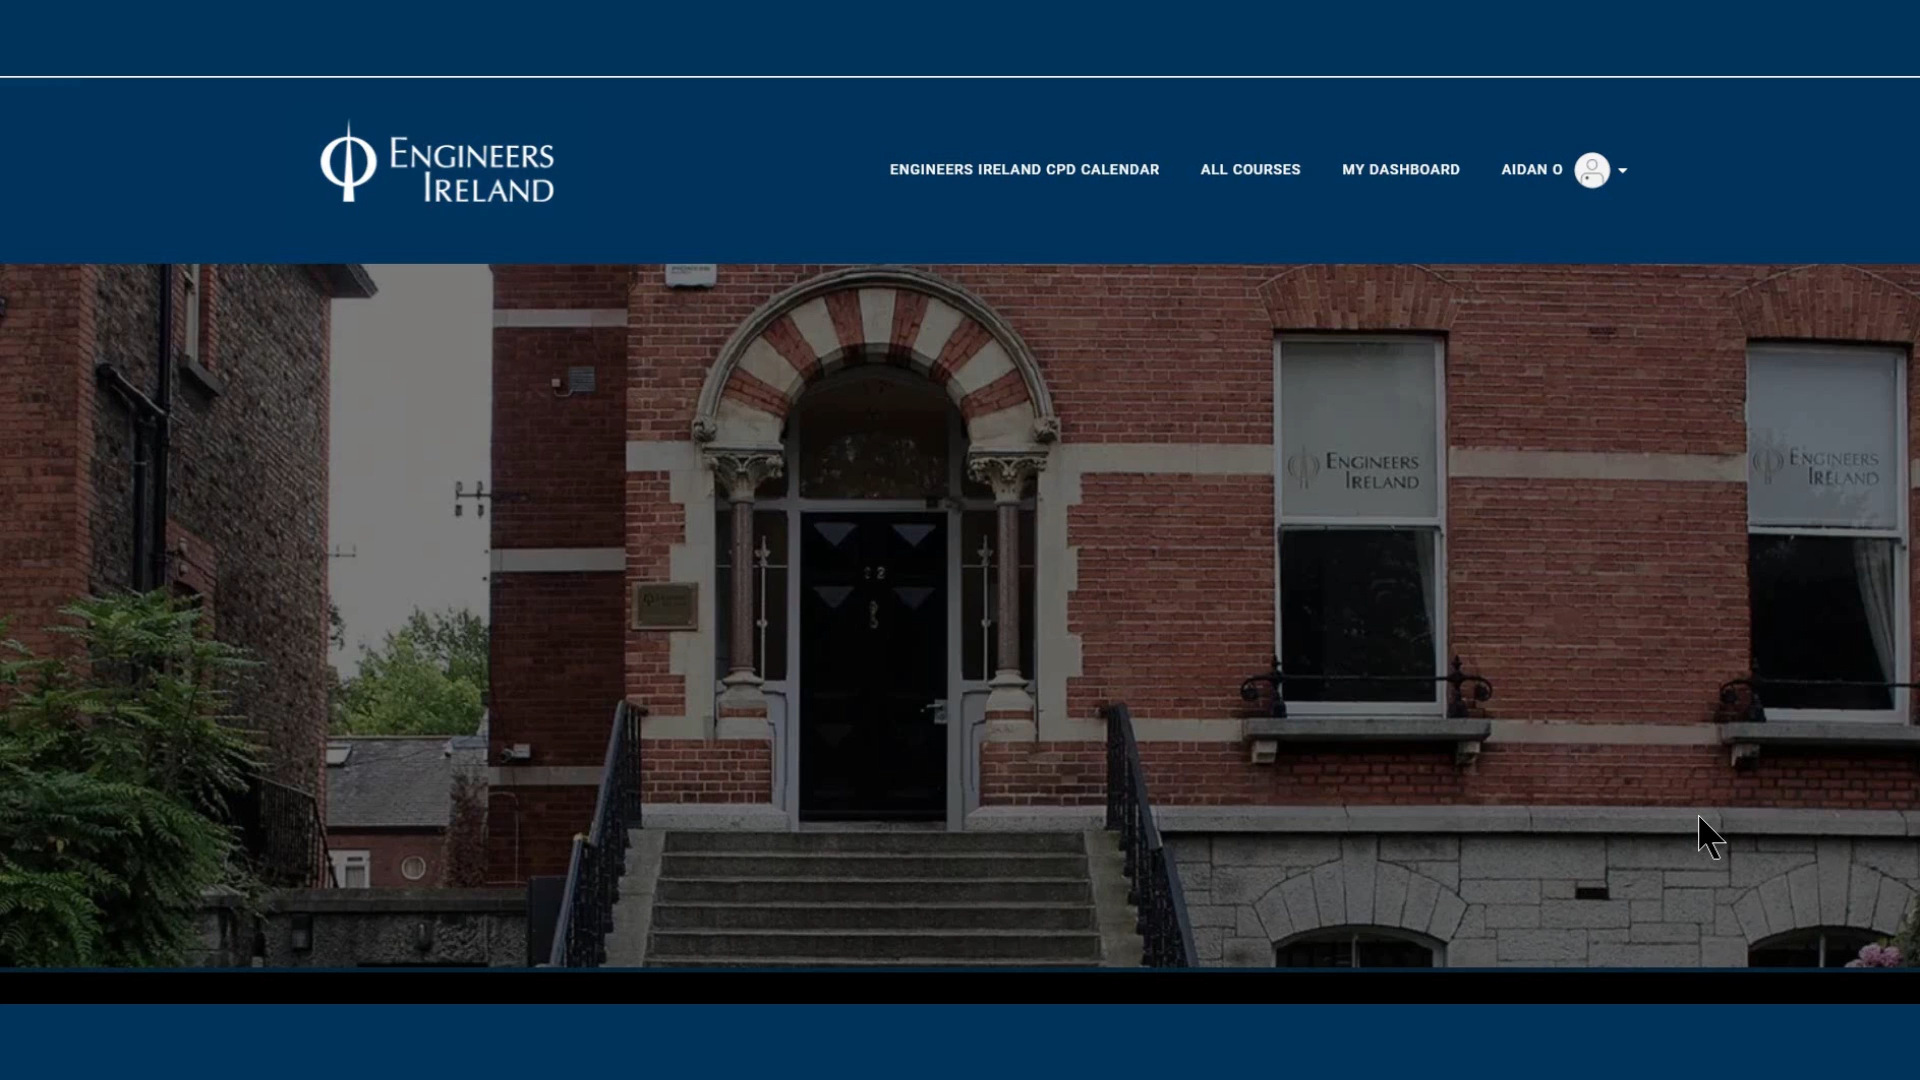 ENGINEERS
IRELAND
ENGINEERS IRELAND CPD CALENDAR
ALL COURSES
MY DASHBOARD
AIDAN O
ENGINEERS
IRELAND
ENGINEERS
IRELAND